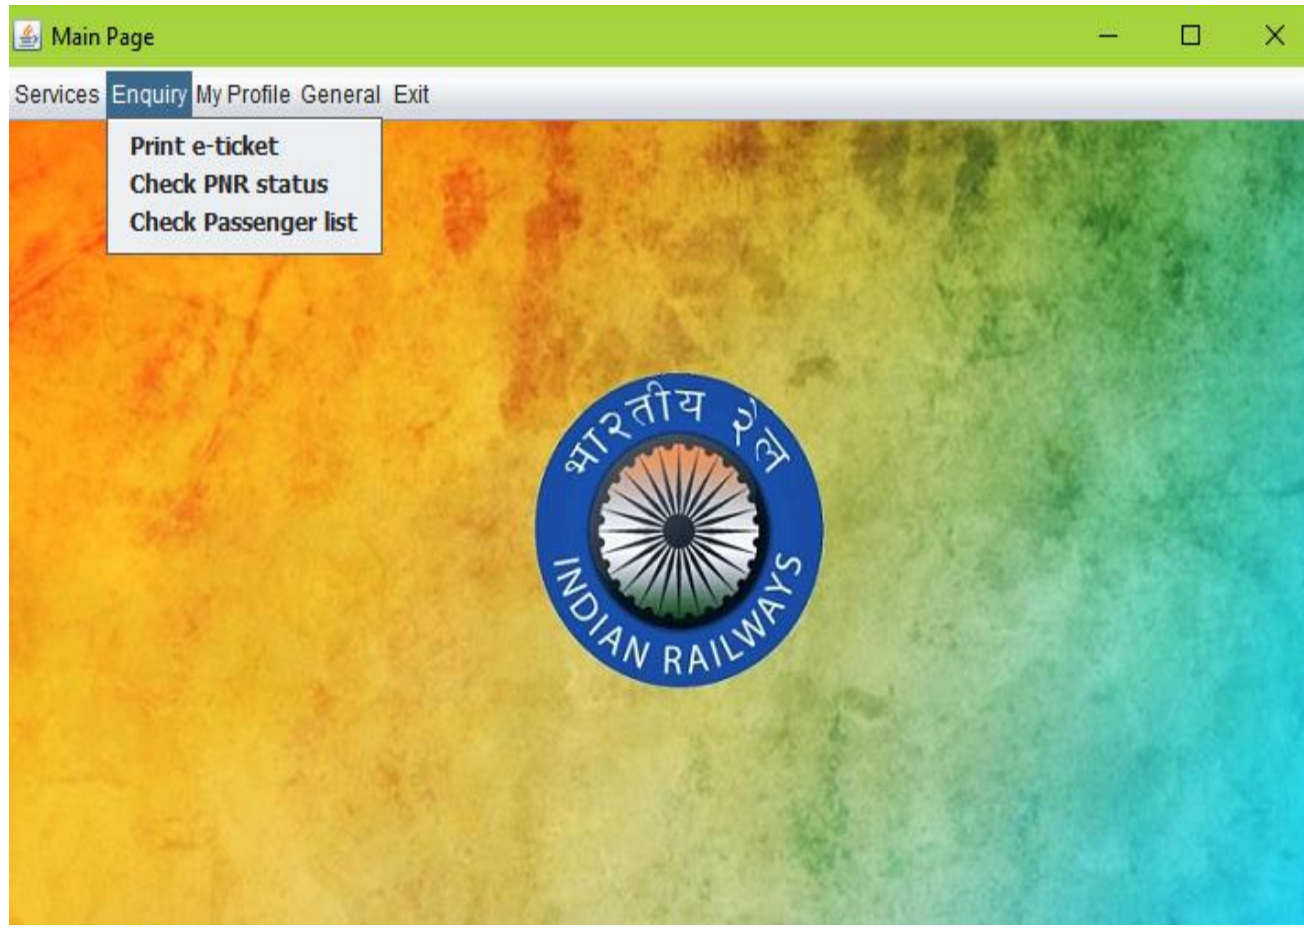 Main Page
Services Enquiry My Profile General Exit
Print e-ticket
Check PNR status
Check Passenger list
भारतीय रेल
INDIAN RAILWAYS